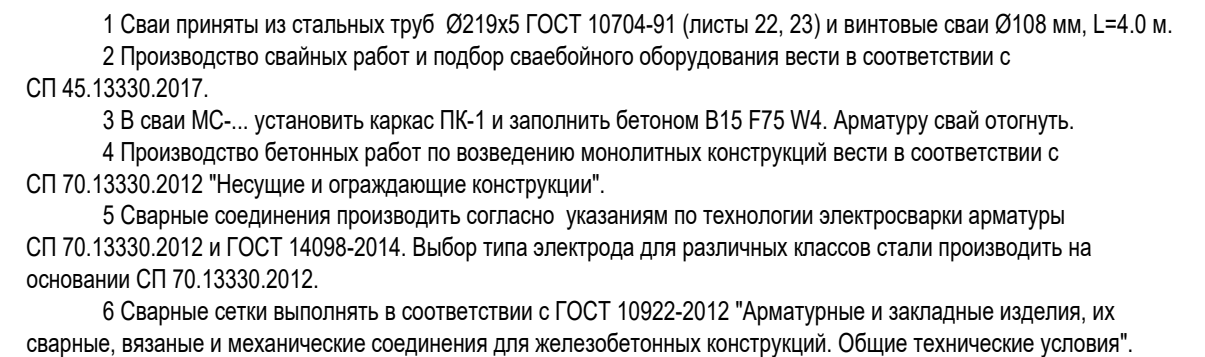 1 Сваи приняты из стальных труб Ø219х5 ГОСТ 10704-91 (листы 22, 23) и винтовые сваи Ø108 мм, L=4.0 м.
2 Производство свайных работ и подбор сваебойного оборудования вести в соответствии с
СП 45.13330.2017.
3 В сваи МС-... установить каркас ПК-1 и заполнить бетоном В15 F75 W4. Арматуру свай отогнуть.
4 Производство бетонных работ по возведению монолитных конструкций вести в соответствии с
СП 70.13330.2012 "Несущие и ограждающие конструкции".
5 Сварные соединения производить согласно указаниям по технологии электросварки арматуры
СП 70.13330.2012 и ГОСТ 14098-2014. Выбор типа электрода для различных классов стали производить на
основании СП 70.13330.2012.
6 Сварные сетки выполнять в соответствии с ГОСТ 10922-2012 "Арматурные и закладные изделия, их
сварные, вязаные и механические соединения для железобетонных конструкций. Общие технические условия".